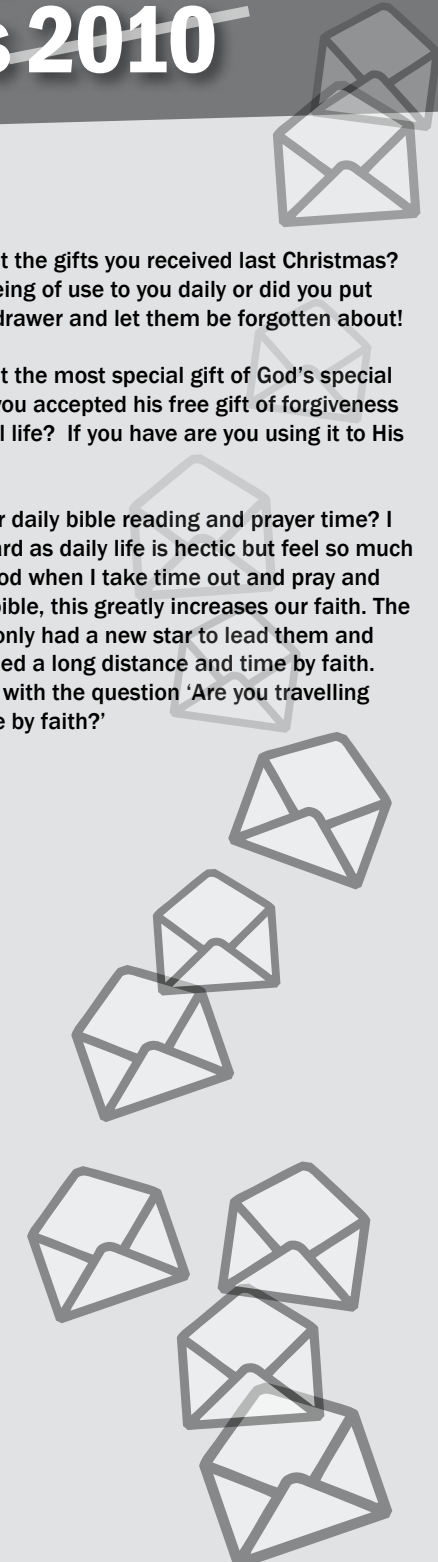 s 2010
t the gifts you received last Christmas?
eing of use to you daily or did you put
drawer and let them be forgotten about!
t the most special gift of God’s special
you accepted his free gift of forgiveness
l life?  If you have are you using it to His
r daily bible reading and prayer time? I
ard as daily life is hectic but feel so much
od when I take time out and pray and
bible, this greatly increases our faith. The
only had a new star to lead them and
ed a long distance and time by faith.
with the question ‘Are you travelling
e by faith?’